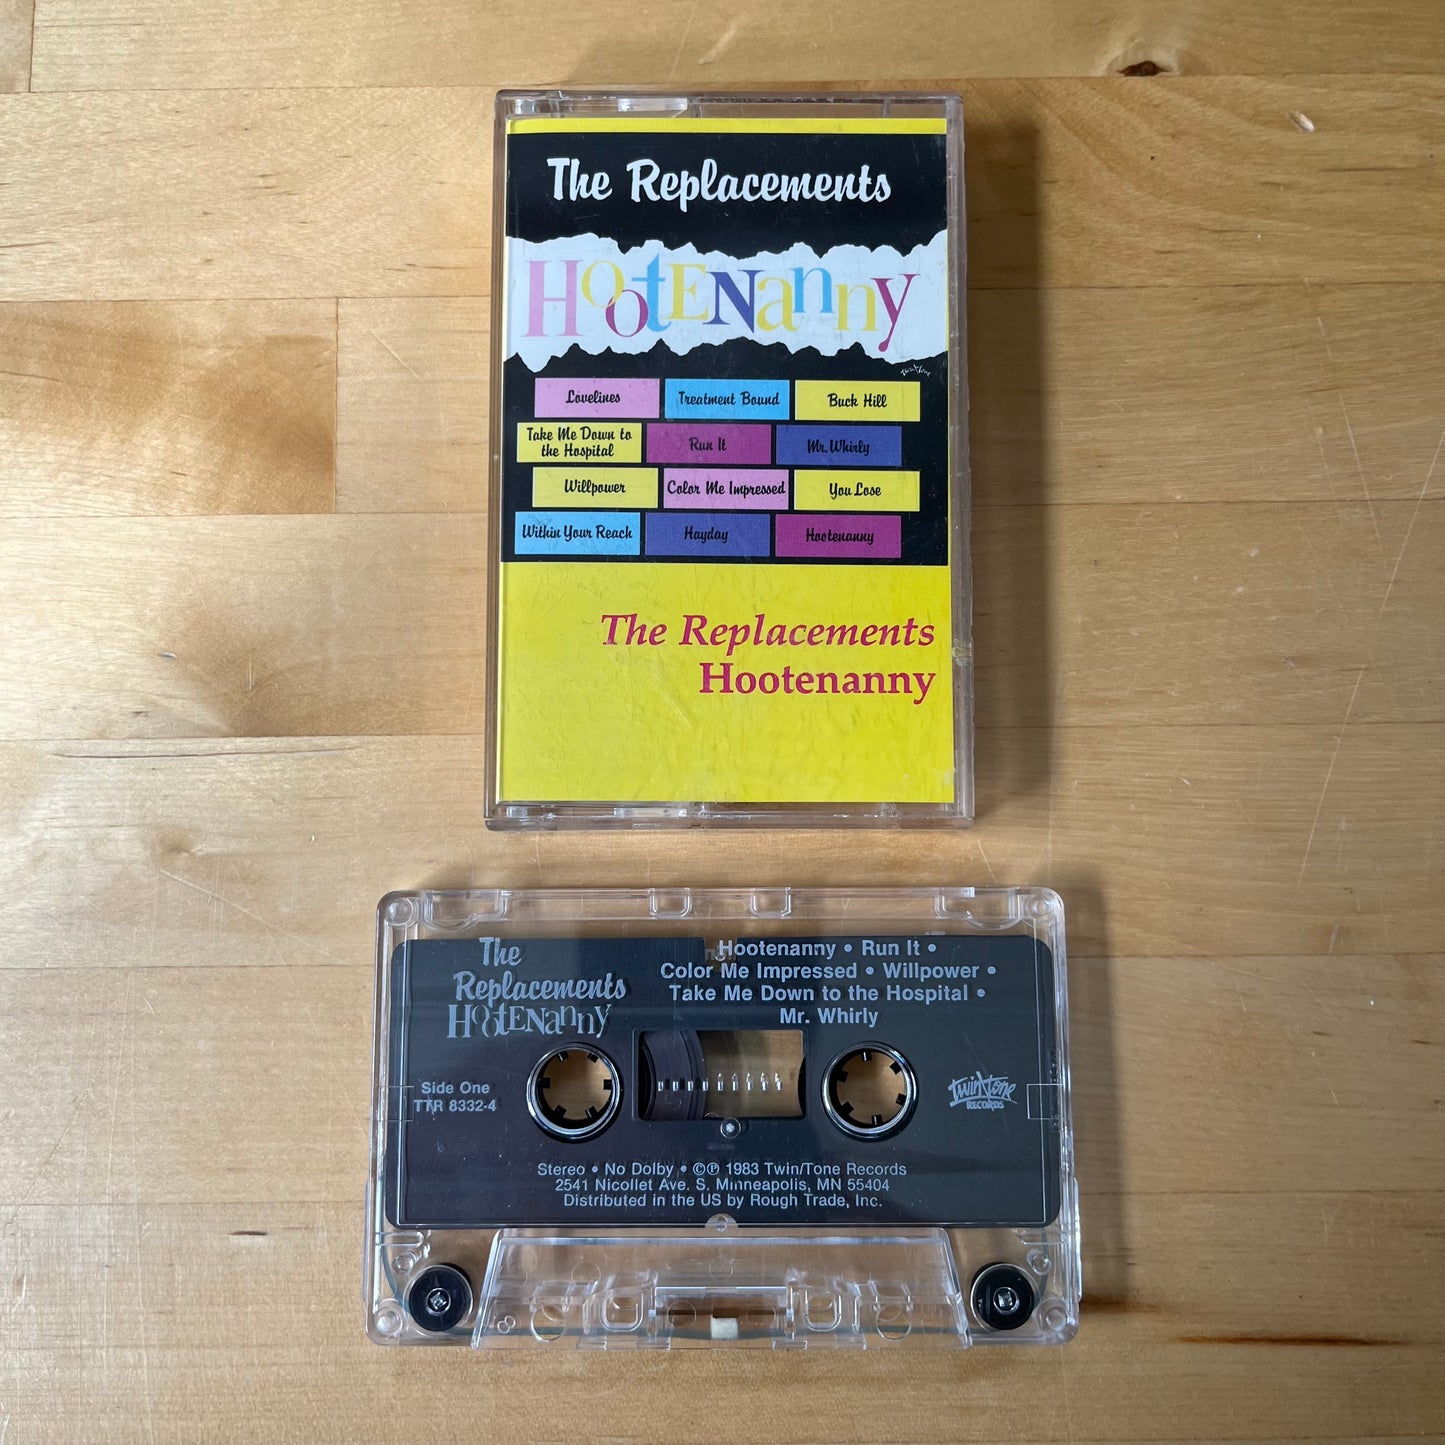 The Replacements
HootENanny
Twin/Tone
Lovelines
Treatment Bound
Buck Hill
Take Me Down to
the Hospital
Run It
Mr. Whirly
Willpower
Color Me Impressed
You Lose
Within Your Reach
Hayday
Hootenanny
The Replacements
Hootenanny
The
Replacements
HootENanny
Hootenanny • Run It •
Color Me Impressed • Willpower •
Take Me Down to the Hospital •
Mr. Whirly
Side One
TTR 8332-4
Twin/Tone
RECORDS
Stereo • No Dolby • ©℗ 1983 Twin/Tone Records
2541 Nicollet Ave. S. Minneapolis, MN 55404
Distributed in the US by Rough Trade, Inc.
8